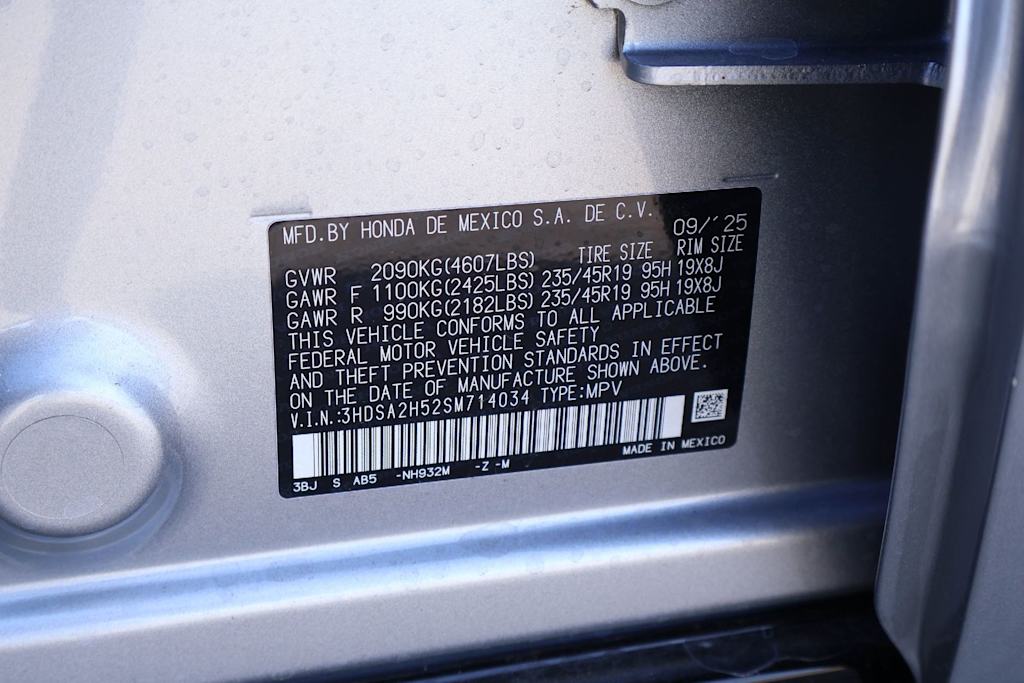 MFD.BY HONDA DE MEXICO S.A. DE C.V. 09/'25
TIRE SIZE RIM SIZE
GVWR 2090KG(4607LBS)
GAWR F 1100KG(2425LBS) 235/45R19 95H 19X8J
GAWR R 990KG(2182LBS) 235/45R19 95H 19X8J
THIS VEHICLE CONFORMS TO ALL APPLICABLE
FEDERAL MOTOR VEHICLE SAFETY
AND THEFT PREVENTION STANDARDS IN EFFECT
ON THE DATE OF MANUFACTURE SHOWN ABOVE.
V.I.N.:3HDSA2H52SM714034 TYPE:MPV
MADE IN MEXICO
3BJ S AB5 -NH932M -Z -M